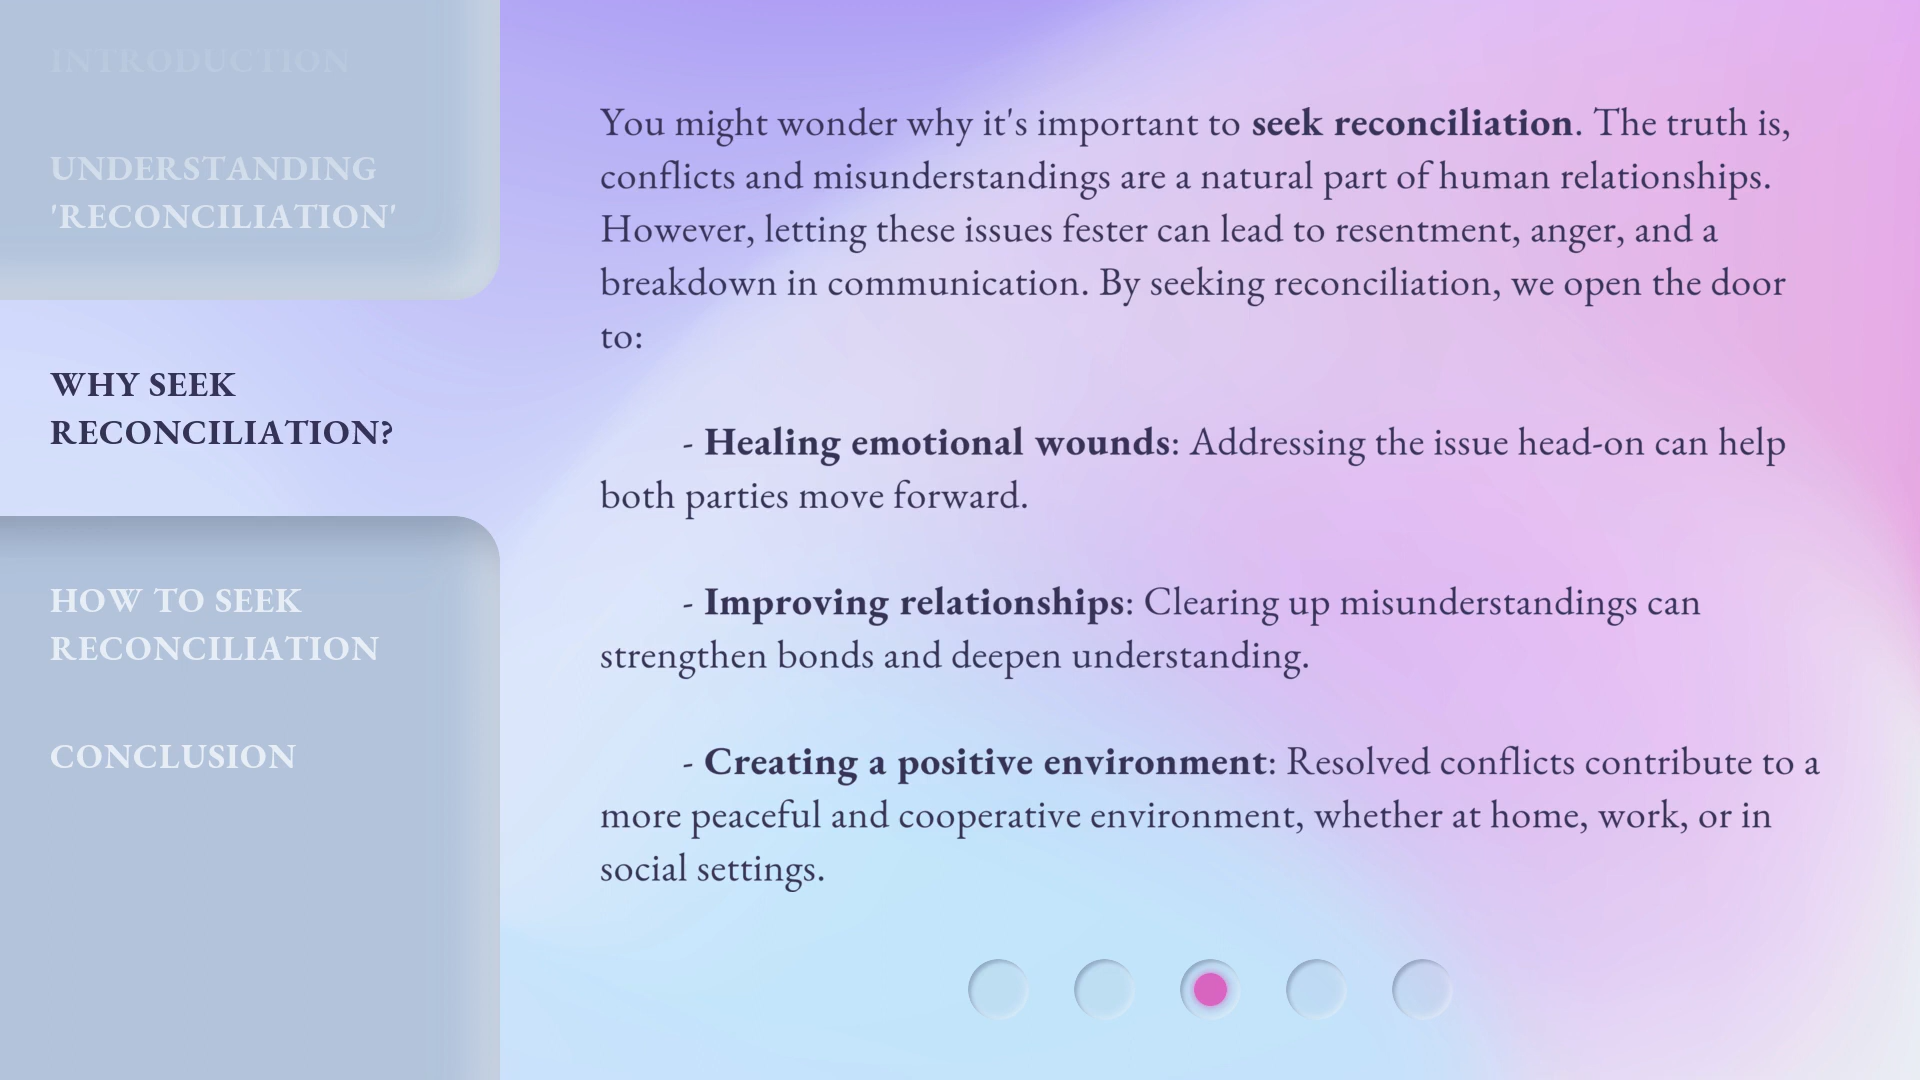 INTRODUCTION
UNDERSTANDING
'RECONCILIATION'
WHY SEEK
RECONCILIATION?
HOW TO SEEK
RECONCILIATION
CONCLUSION
You might wonder why it's important to seek reconciliation. The truth is,
conflicts and misunderstandings are a natural part of human relationships.
However, letting these issues fester can lead to resentment, anger, and a
breakdown in communication. By seeking reconciliation, we open the door
to:
- Healing emotional wounds: Addressing the issue head-on can help
both parties move forward.
- Improving relationships: Clearing up misunderstandings can
strengthen bonds and deepen understanding.
- Creating a positive environment: Resolved conflicts contribute to a
more peaceful and cooperative environment, whether at home, work, or in
social settings.